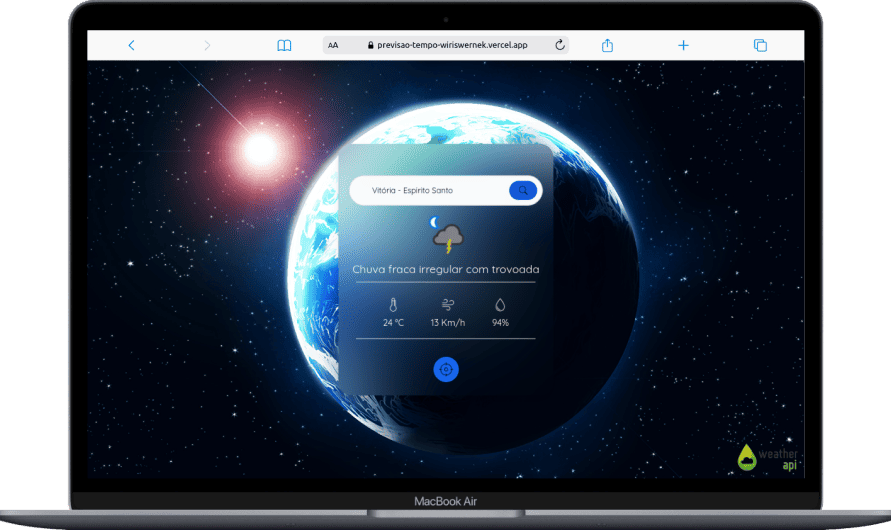 AA previsao-tempo-wiriswernek.vercel.app
Vitória - Espirito Santo
Chuva fraca irregular com trovoada
24 °C 13 Km/h 94%
weather
api
MacBook Air